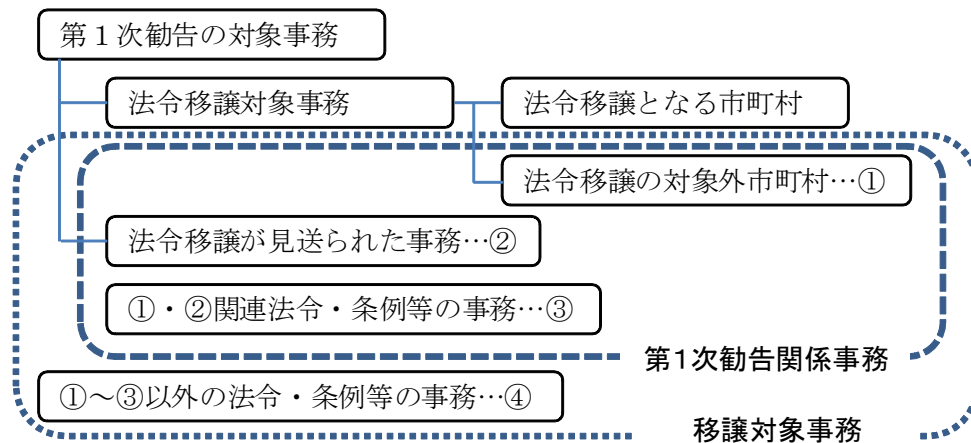 第１次勧告の対象事務
法令移譲対象事務
法令移譲となる市町村
法令移譲の対象外市町村…①
法令移譲が見送られた事務…②
①・②関連法令・条例等の事務…③
第1次勧告関係事務
①～③以外の法令・条例等の事務…④
移譲対象事務